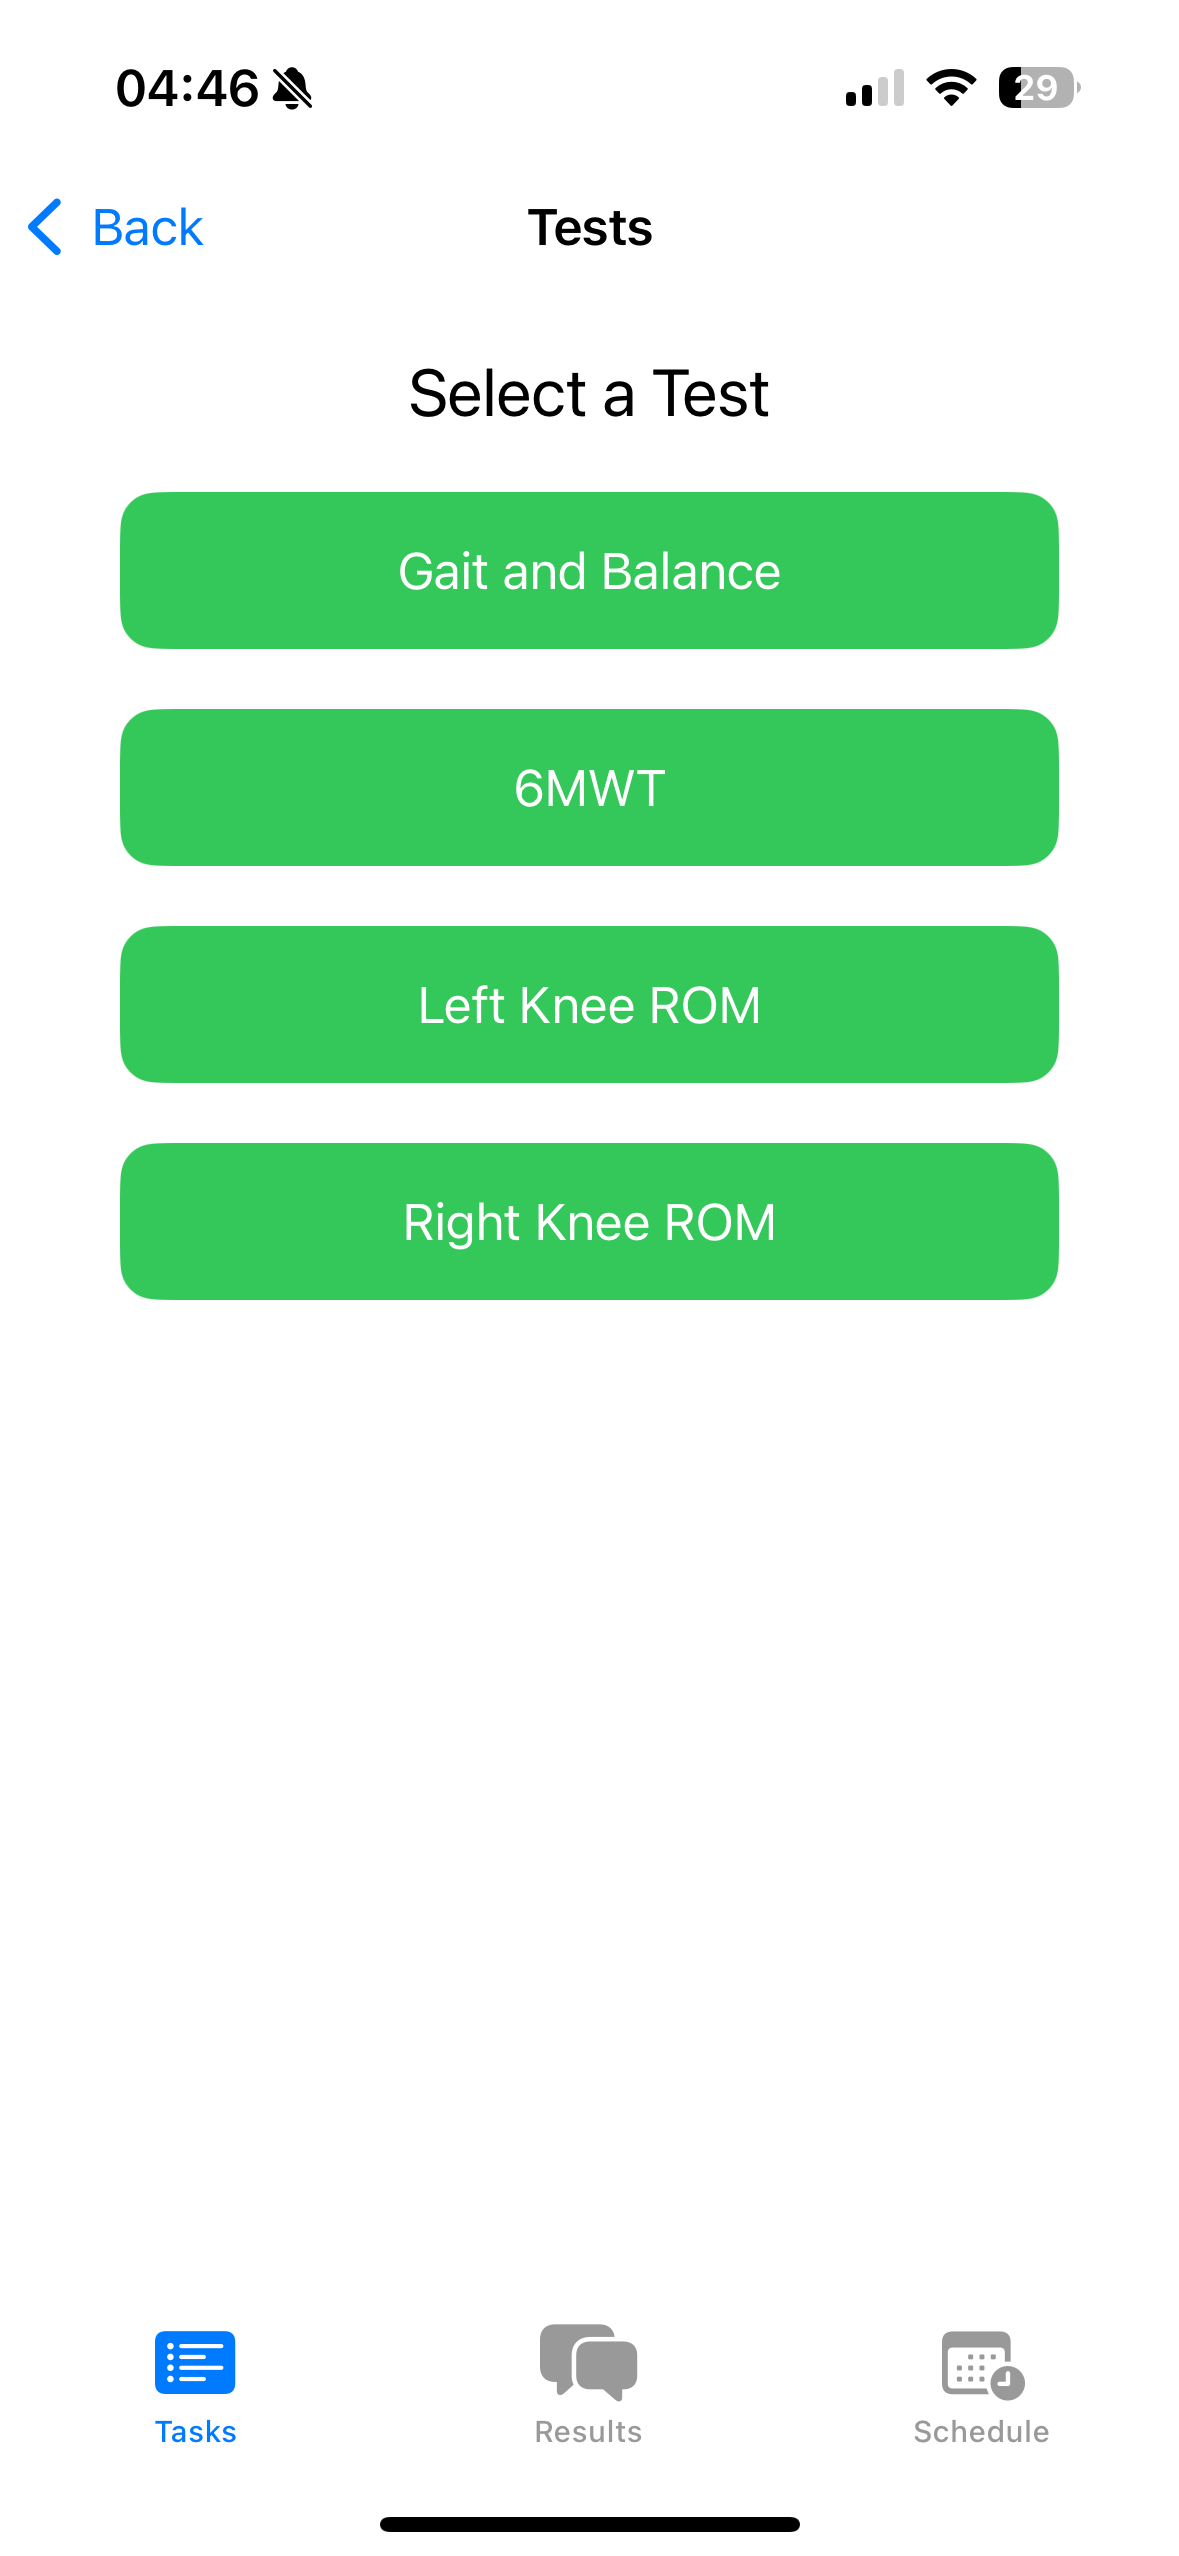 04:46
29
Back
Tests
Select a Test
Gait and Balance
6MWT
Left Knee ROM
Right Knee ROM
Tasks
Results
Schedule